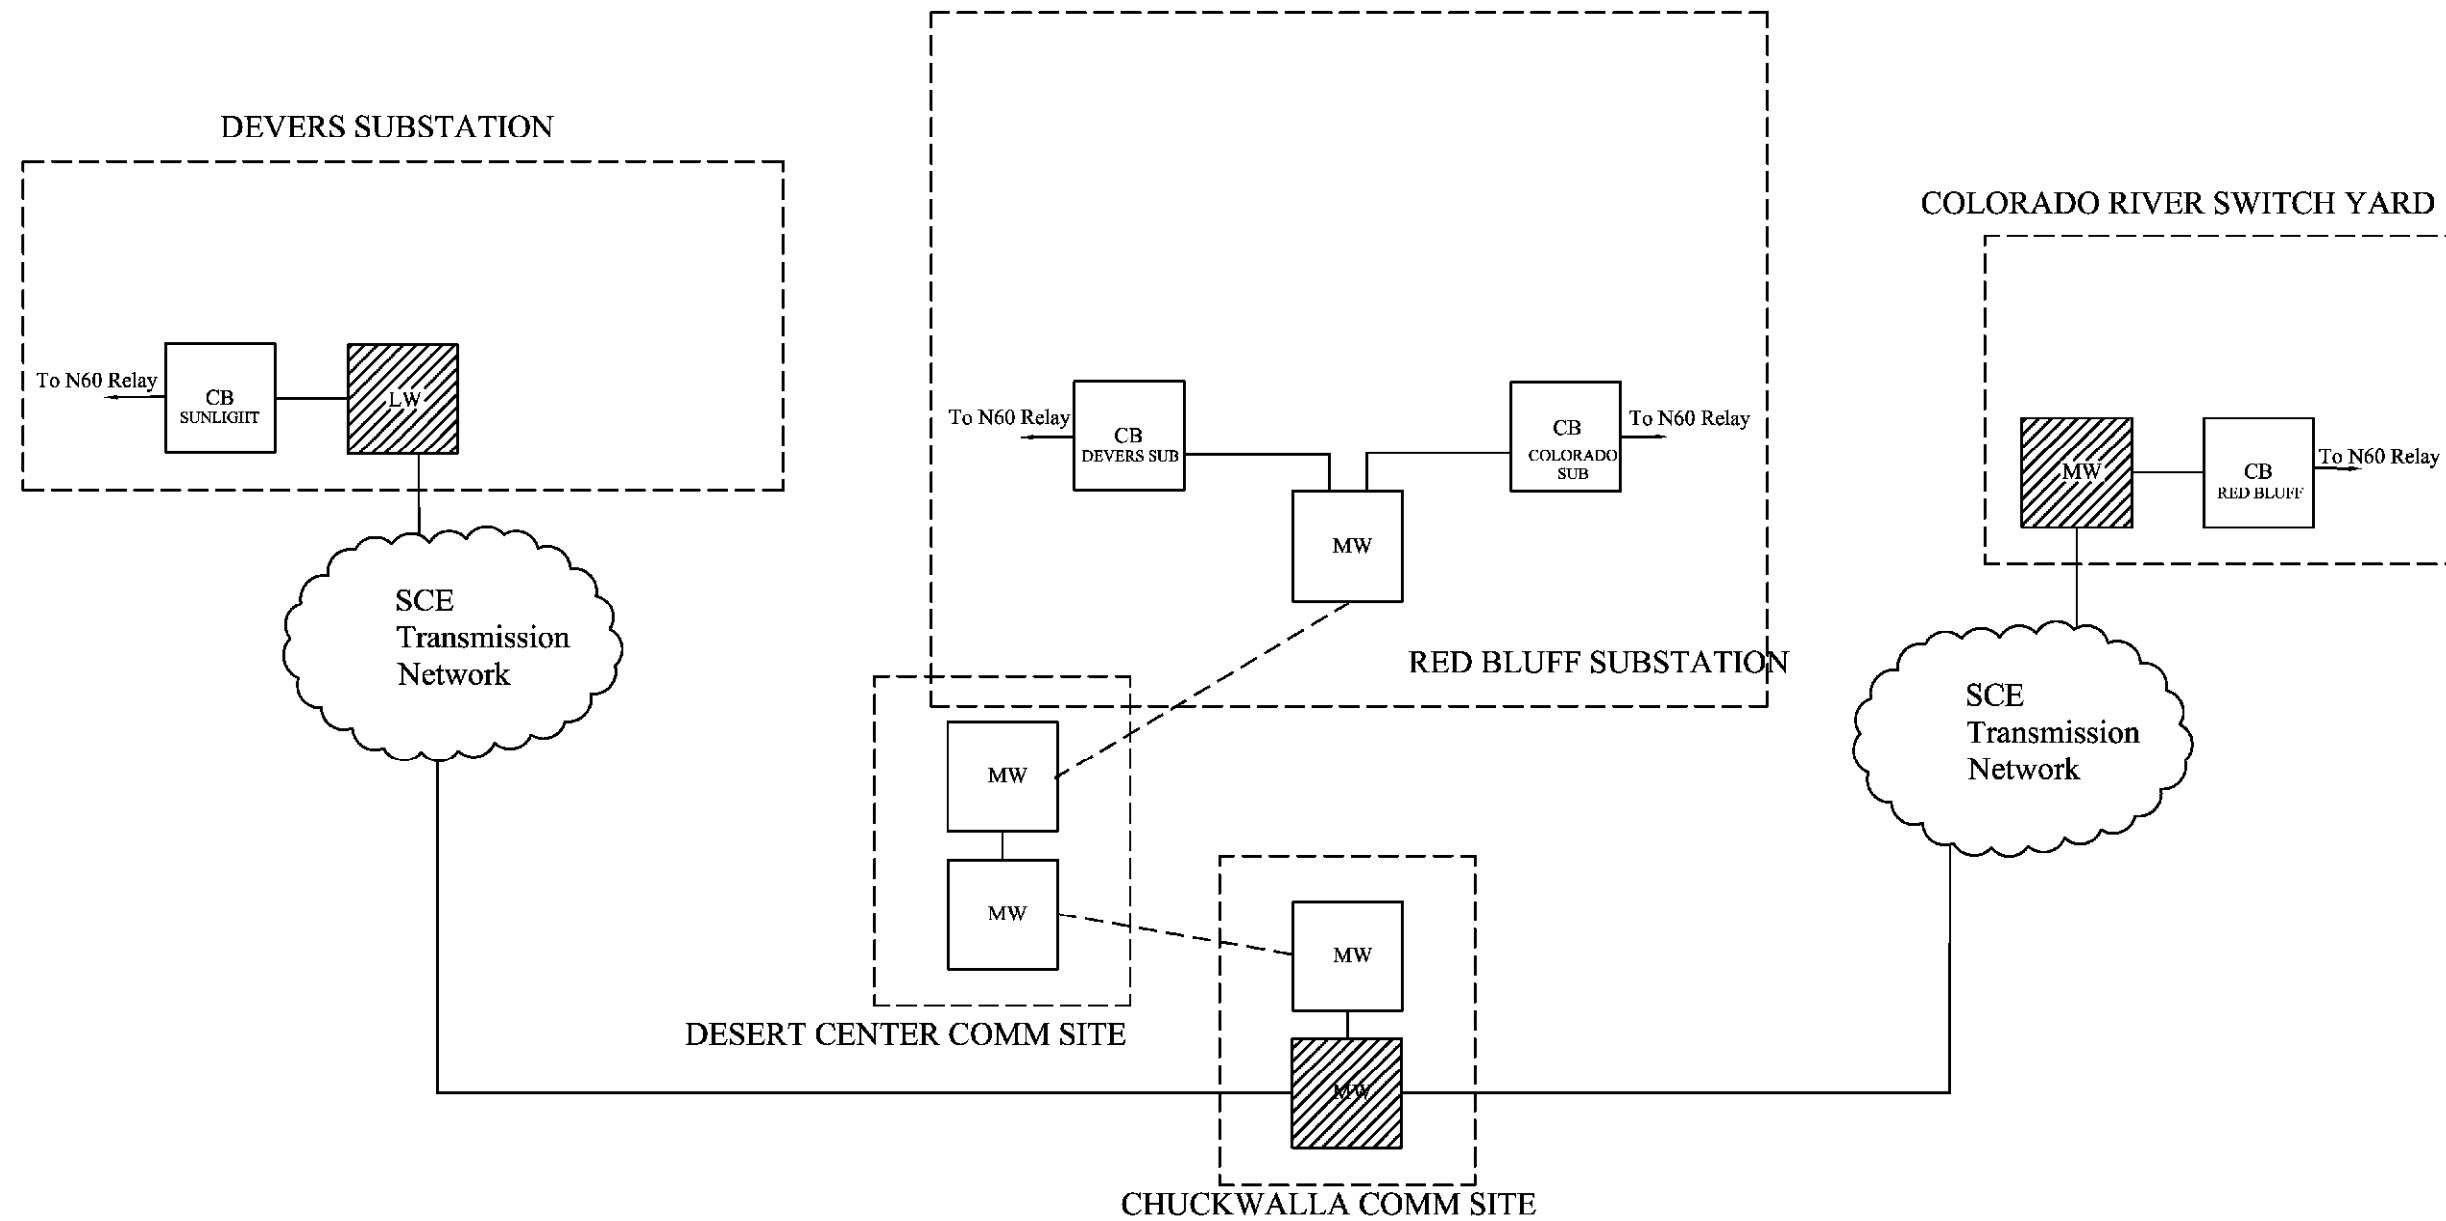 DEVERS SUBSTATION
COLORADO RIVER SWITCH YARD
To N60 Relay
CB
SUNLIGHT
LW
To N60 Relay
CB
DEVERS SUB
CB
COLORADO
SUB
To N60 Relay
MW
MW
CB
RED BLUFF
To N60 Relay
SCE
Transmission
Network
RED BLUFF SUBSTATION
SCE
Transmission
Network
MW
MW
MW
DESERT CENTER COMM SITE
MW
CHUCKWALLA COMM SITE